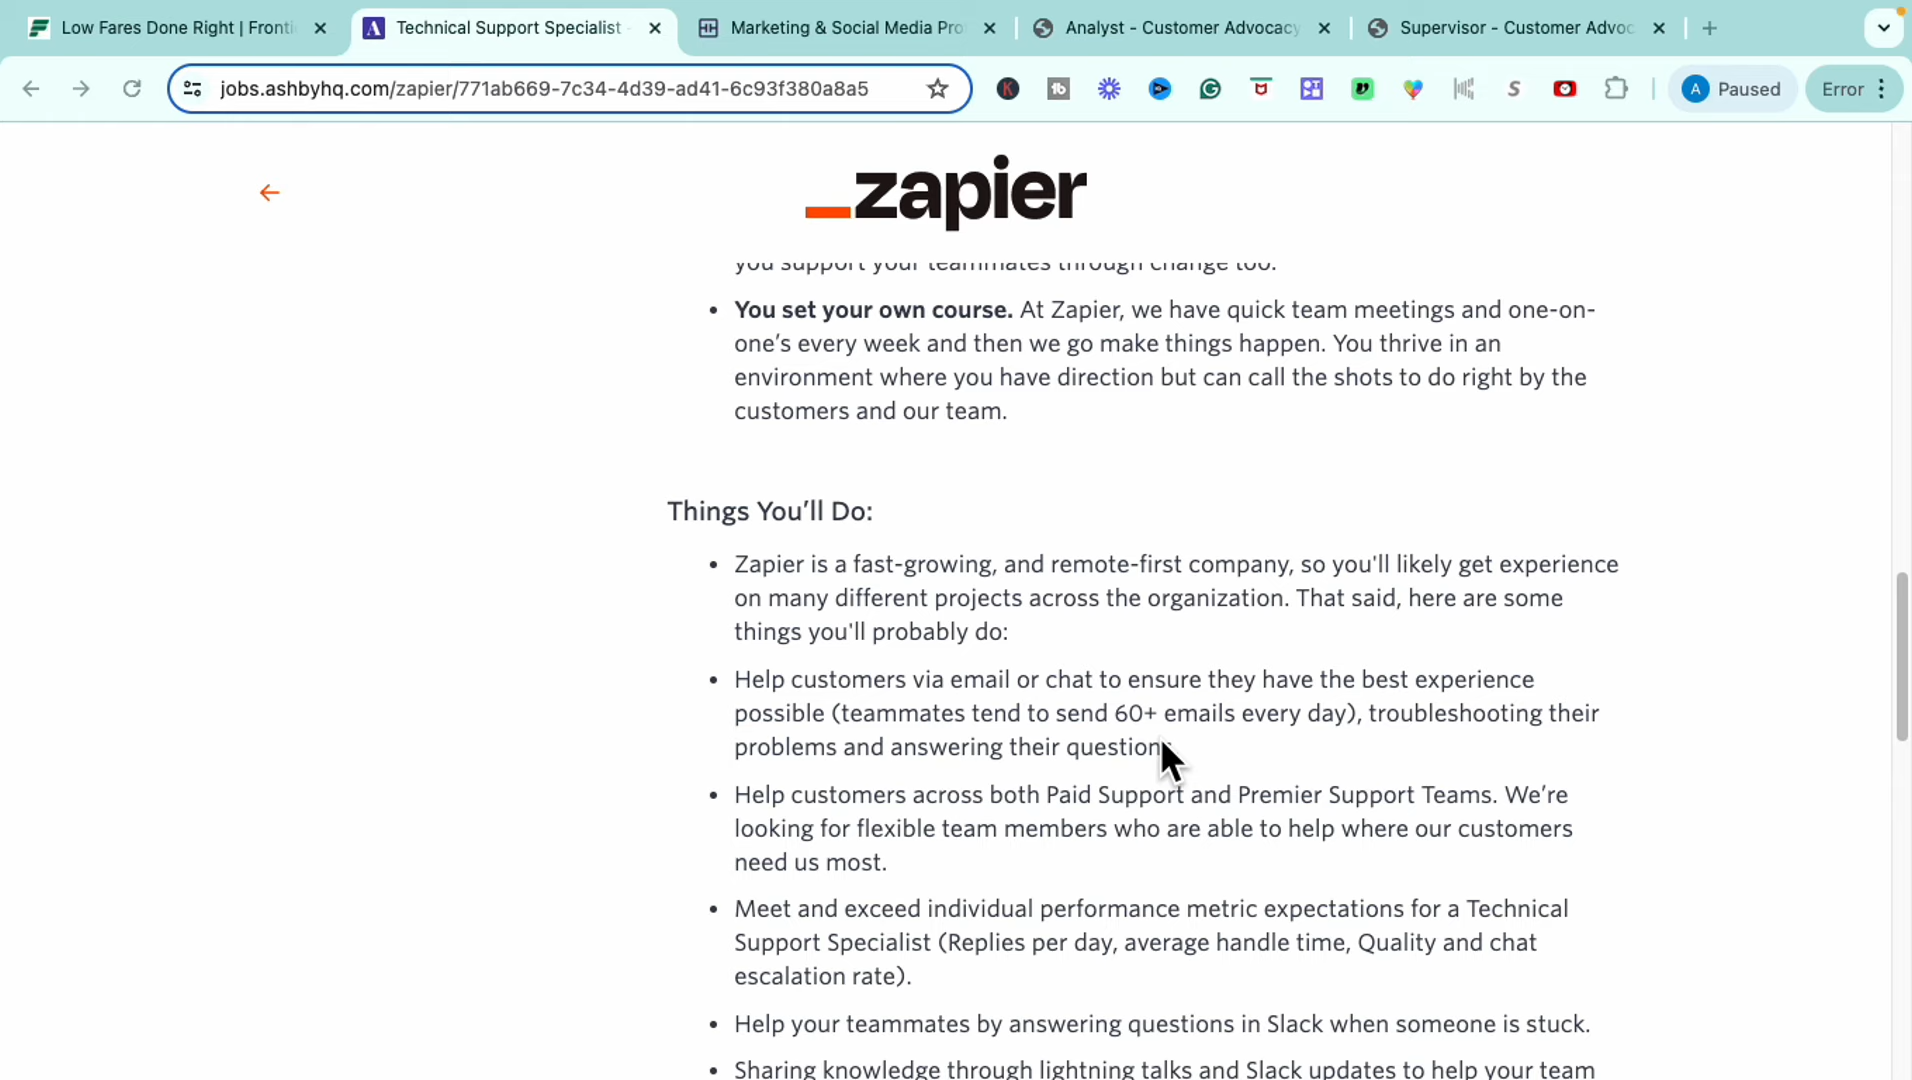 Low Fares Done Right | Fronti
Technical Support Specialist -
Marketing & Social Media Pro
Analyst - Customer Advocacy
Supervisor - Customer Advoc
jobs.ashbyhq.com/zapier/771ab669-7c34-4d39-ad41-6c93f380a8a5
A Paused
Error
zapier
you support your teammates through change too.
• You set your own course. At Zapier, we have quick team meetings and one-on-
one’s every week and then we go make things happen. You thrive in an
environment where you have direction but can call the shots to do right by the
customers and our team.
Things You’ll Do:
• Zapier is a fast-growing, and remote-first company, so you'll likely get experience
on many different projects across the organization. That said, here are some
things you'll probably do:
• Help customers via email or chat to ensure they have the best experience
possible (teammates tend to send 60+ emails every day), troubleshooting their
problems and answering their questions
• Help customers across both Paid Support and Premier Support Teams. We’re
looking for flexible team members who are able to help where our customers
need us most.
• Meet and exceed individual performance metric expectations for a Technical
Support Specialist (Replies per day, average handle time, Quality and chat
escalation rate).
• Help your teammates by answering questions in Slack when someone is stuck.
• Sharing knowledge through lightning talks and Slack updates to help your team